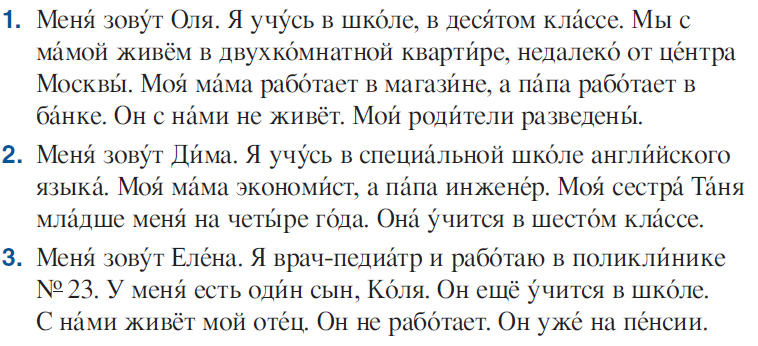 1. Меня́ зову́т Оля. Я учу́сь в шко́ле, в деся́том кла́ссе. Мы с
ма́мой живём в двухко́мнатной кварти́ре, недалеко́ от це́нтра
Москвы́. Моя́ ма́ма рабо́тает в магази́не, а па́па рабо́тает в
ба́нке. Он с на́ми не живёт. Мои́ роди́тели разведены́.
2. Меня́ зову́т Ди́ма. Я учу́сь в специа́льной шко́ле англи́йского
языка́. Моя́ ма́ма экономи́ст, а па́па инжене́р. Моя́ сестра́ Та́ня
мла́дше меня́ на четы́ре го́да. Она́ у́чится в шесто́м кла́ссе.
3. Меня́ зову́т Еле́на. Я врач-педиа́тр и рабо́таю в поликли́нике
№ 23. У меня́ есть оди́н сын, Ко́ля. Он ещё у́чится в шко́ле.
С на́ми живёт мой оте́ц. Он не рабо́тает. Он уже́ на пе́нсии.